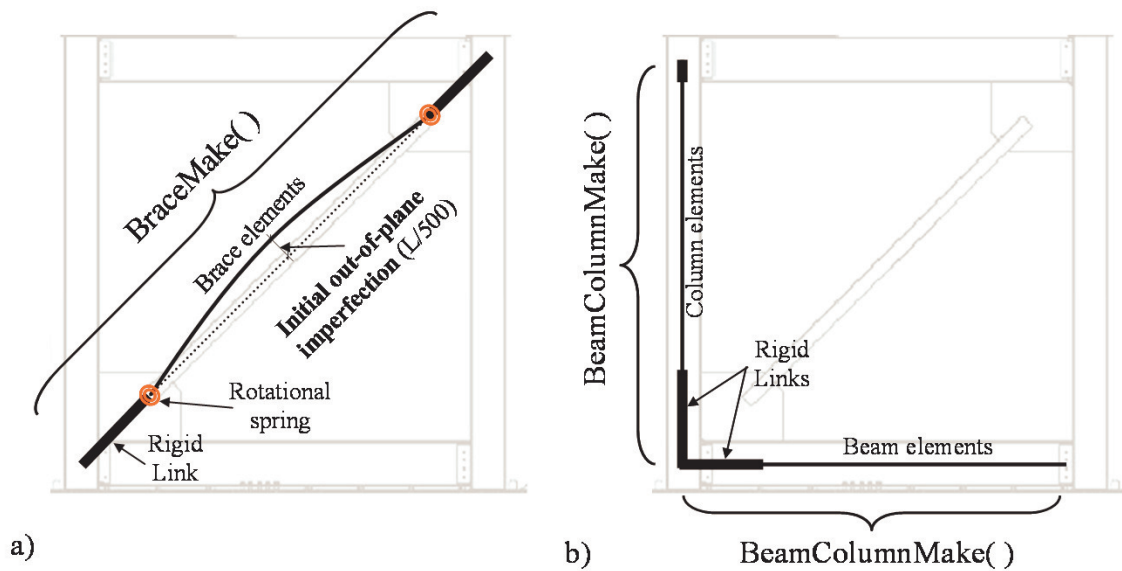 BraceMake( )
Brace elements
Initial out-of-plane
imperfection (L/500)
Rotational
spring
Rigid
Link
a)
BeamColumnMake( )
Column elements
Rigid
Links
Beam elements
BeamColumnMake( )
b)